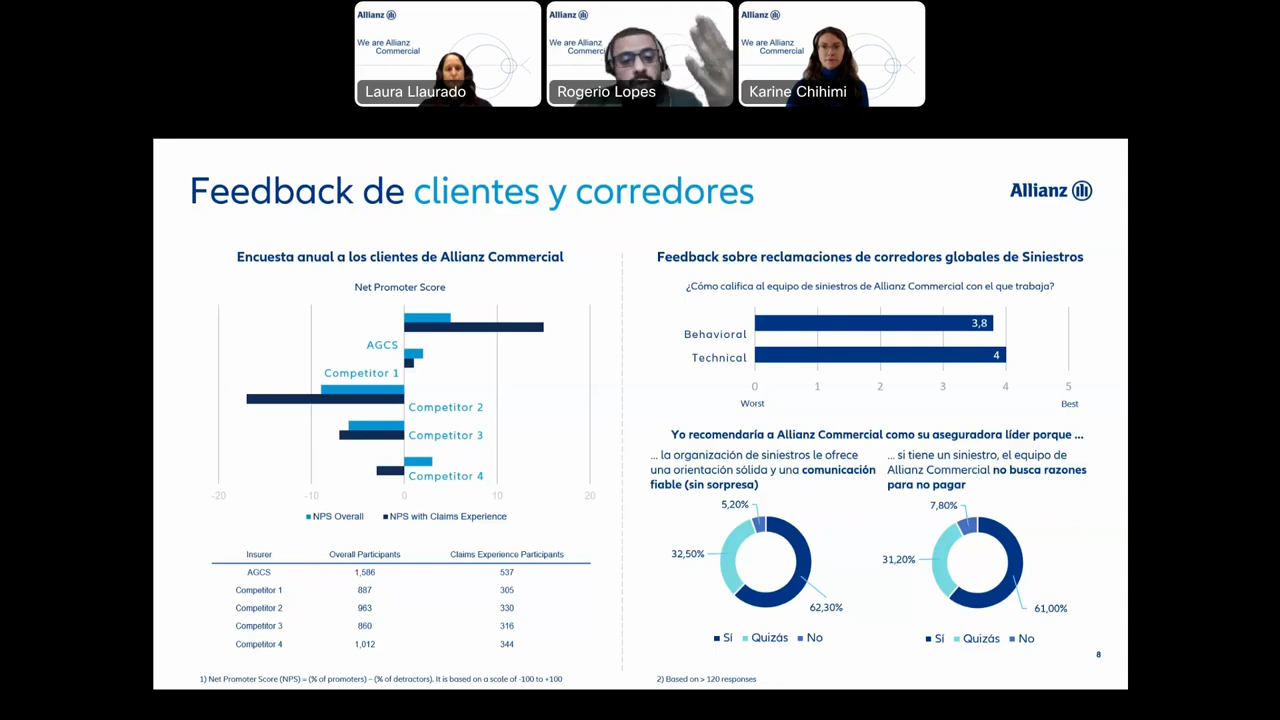 Allianz
We are Allianz
Commercial
Laura Llaurado
Allianz
We are Allianz
Commerci
Rogerio Lopes
Allianz
We are Allianz
Commercial
Karine Chihimi
Feedback de clientes y corredores
Allianz
Encuesta anual a los clientes de Allianz Commercial
Net Promoter Score
AGCS
Competitor 1
Competitor 2
Competitor 3
Competitor 4
-20 -10 0 10 20
NPS Overall NPS with Claims Experience
Insurer Overall Participants Claims Experience Participants
AGCS 1,586 537
Competitor 1 887 305
Competitor 2 963 330
Competitor 3 860 316
Competitor 4 1,012 344
1) Net Promoter Score (NPS) = (% of promoters) – (% of detractors). It is based on a scale of -100 to +100
Feedback sobre reclamaciones de corredores globales de Siniestros
¿Cómo califica al equipo de siniestros de Allianz Commercial con el que trabaja?
Behavioral 3,8
Technical 4
0 1 2 3 4 5
Worst Best
Yo recomendaría a Allianz Commercial como su aseguradora líder porque ...
... la organización de siniestros le ofrece
una orientación sólida y una comunicación
fiable (sin sorpresa)
5,20%
32,50%
62,30%
Sí Quizás No
... si tiene un siniestro, el equipo de
Allianz Commercial no busca razones
para no pagar
7,80%
31,20%
61,00%
Sí Quizás No
8
2) Based on > 120 responses